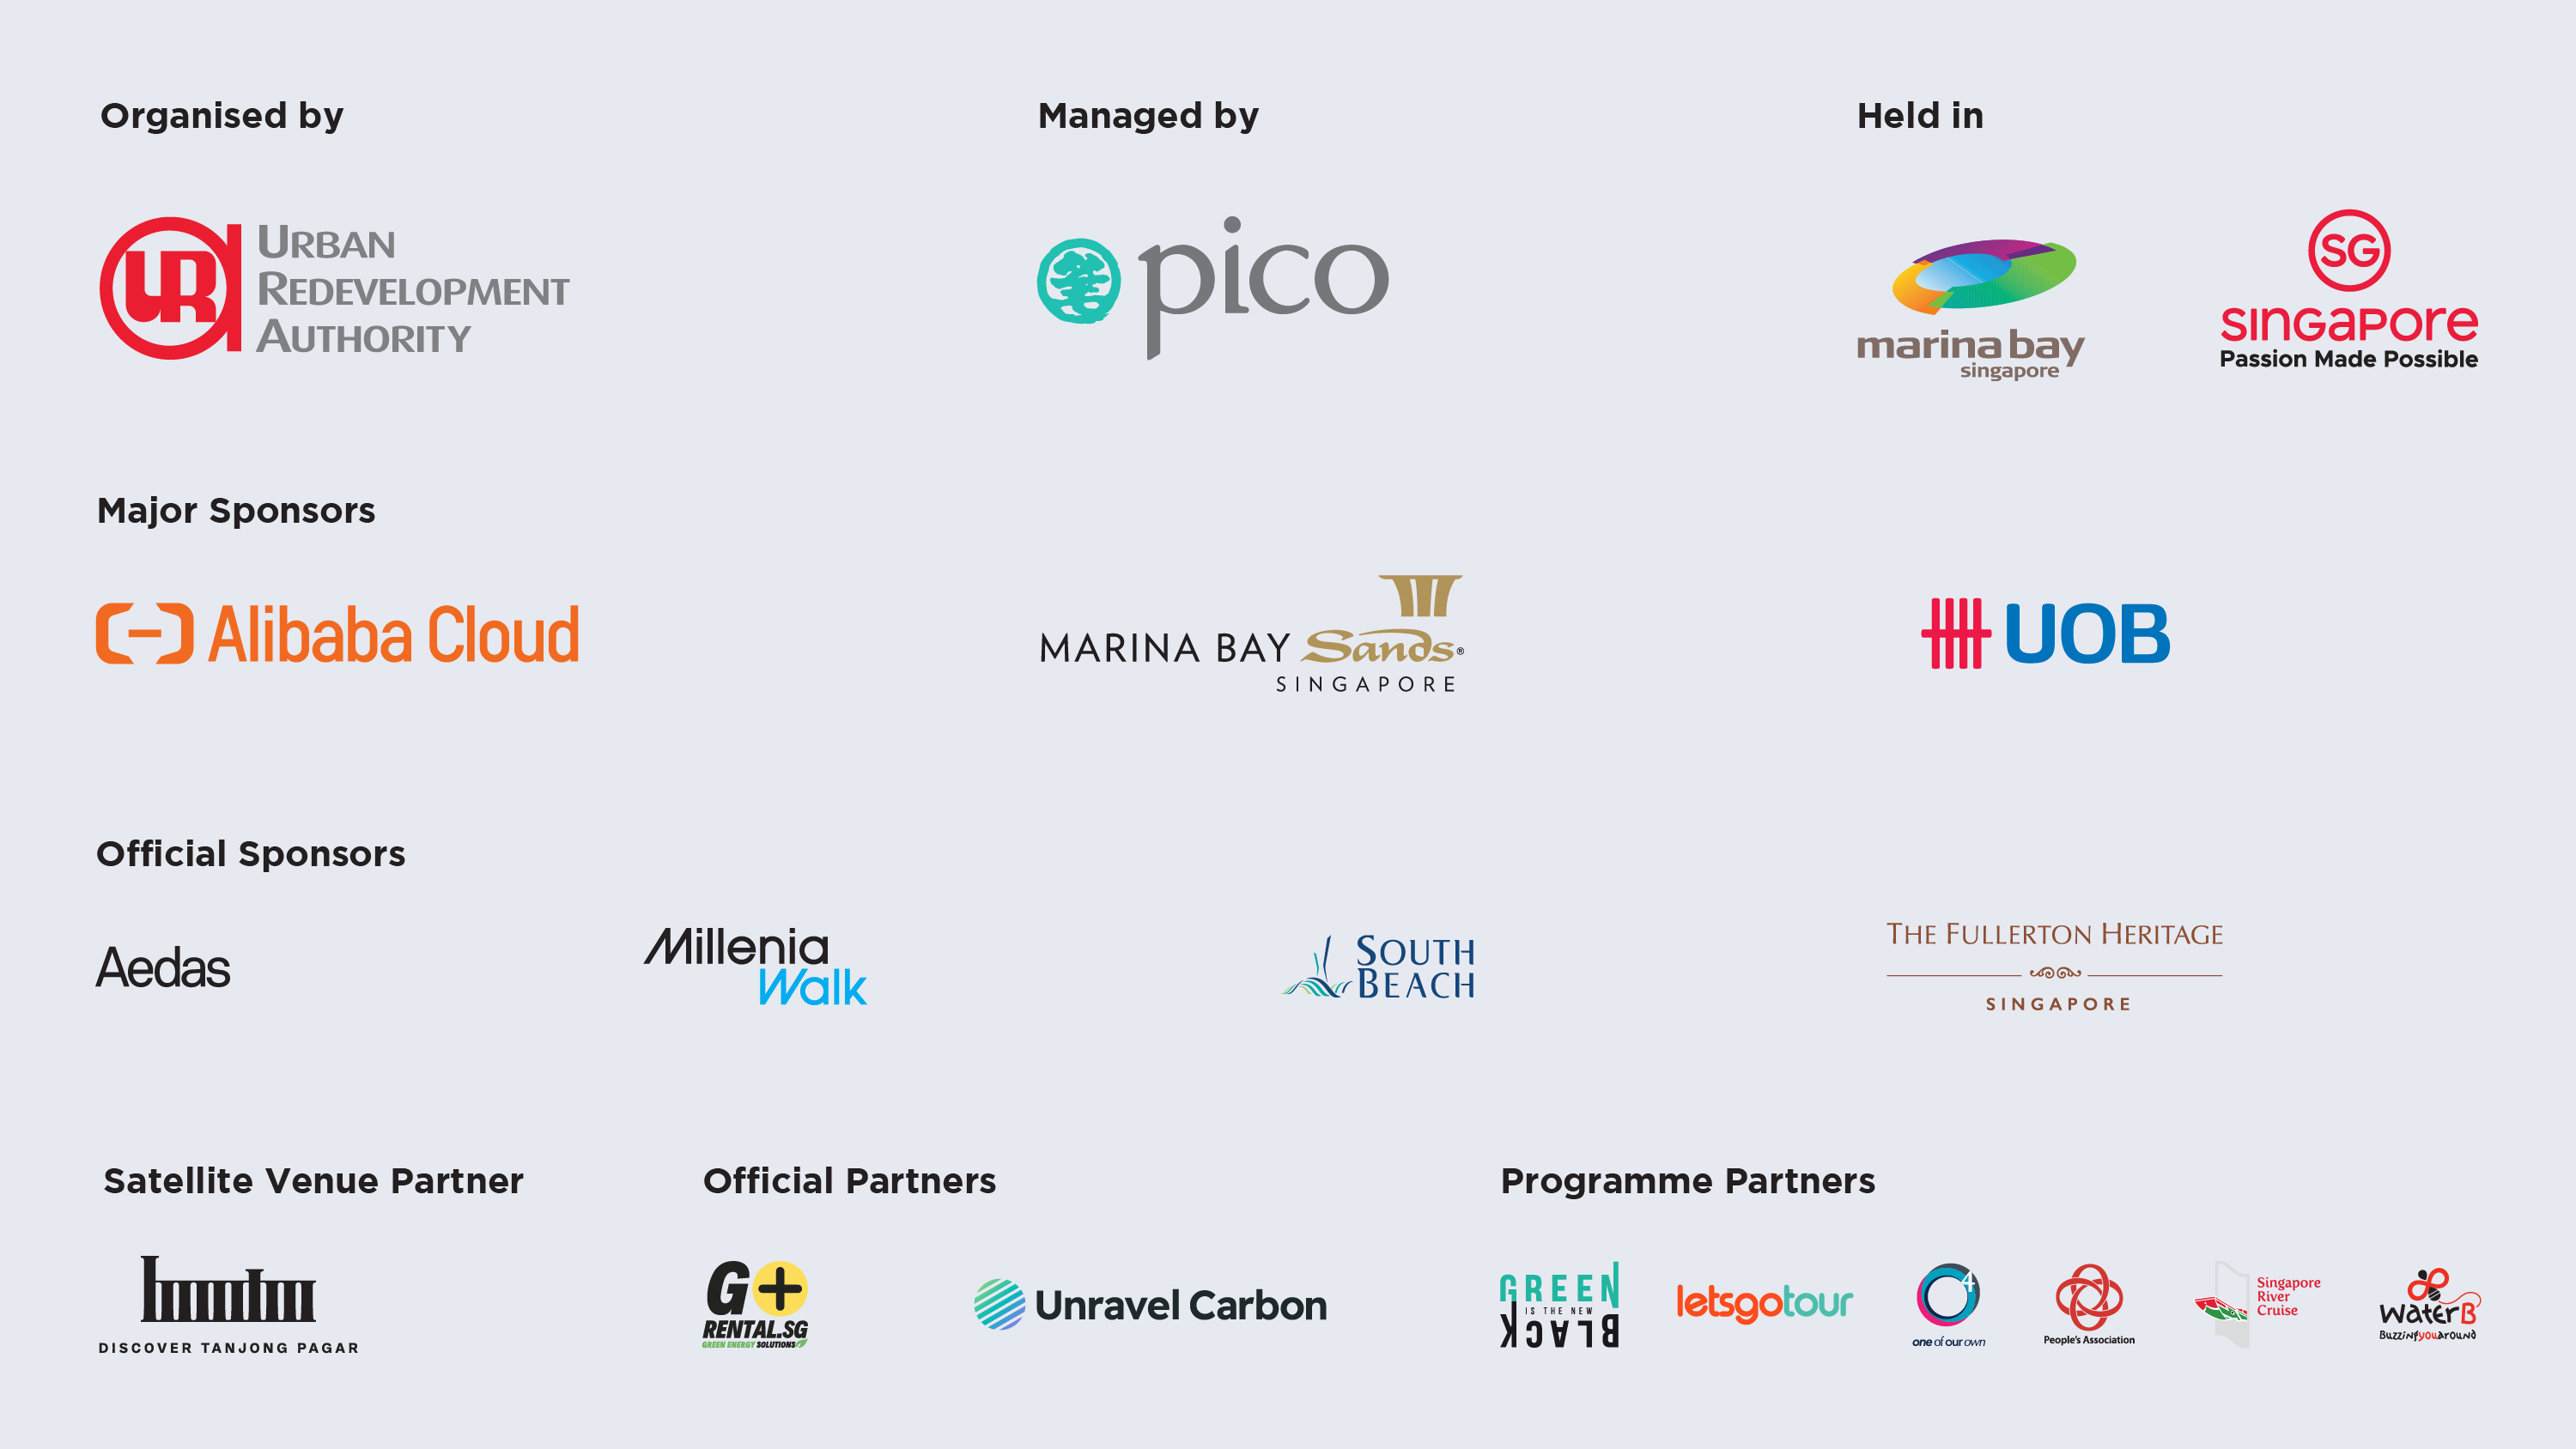 Organised by
Managed by
Held in
URA
URBAN
REDEVELOPMENT
AUTHORITY
pico
marina bay
singapore
SG
SINGAPORE
Passion Made Possible
Major Sponsors
Alibaba Cloud
MARINA BAY Sands®
SINGAPORE
UOB
Official Sponsors
Aedas
Millenia
Walk
SOUTH
BEACH
THE FULLERTON HERITAGE
SINGAPORE
Satellite Venue Partner
Official Partners
Programme Partners
DISCOVER TANJONG PAGAR
G+
RENTAL.SG
GREEN ENERGY SOLUTIONS
Unravel Carbon
GREEN
IS THE NEW
BLACK
letsgotour
O4
one of our own
People's Association
Singapore
River
Cruise
WaterB
Buzzingyouaround